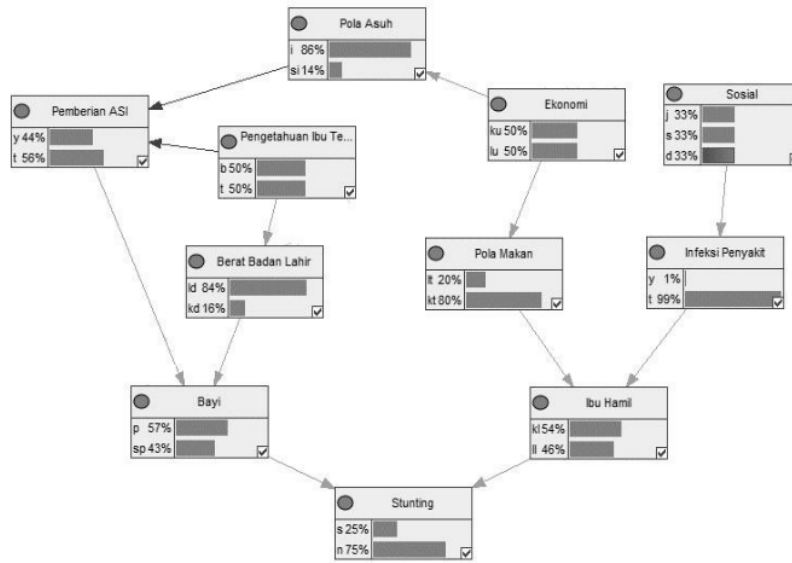 Pola Asuh
i 86%
si 14%
Pemberian ASI
y 44%
t 56%
Pengetahuan Ibu Te...
b 50%
t 50%
Ekonomi
ku 50%
lu 50%
Sosial
j 33%
s 33%
d 33%
Berat Badan Lahir
ld 84%
kd 16%
Pola Makan
lt 20%
kt 80%
Infeksi Penyakit
y 1%
t 99%
Bayi
p 57%
sp 43%
Ibu Hamil
kl 54%
ll 46%
Stunting
s 25%
n 75%